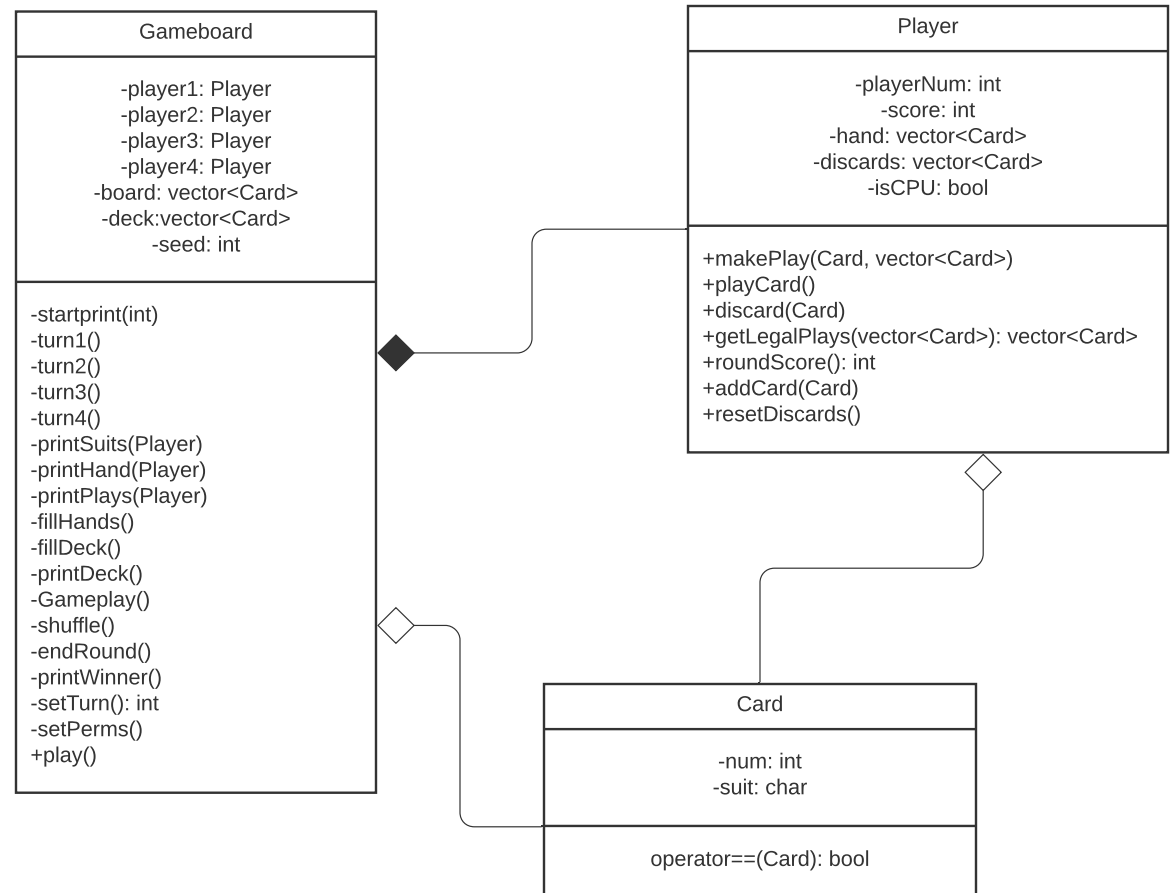 Gameboard
-player1: Player
-player2: Player
-player3: Player
-player4: Player
-board: vector<Card>
-deck:vector<Card>
-seed: int
-startprint(int)
-turn1()
-turn2()
-turn3()
-turn4()
-printSuits(Player)
-printHand(Player)
-printPlays(Player)
-fillHands()
-fillDeck()
-printDeck()
-Gameplay()
-shuffle()
-endRound()
-printWinner()
-setTurn(): int
-setPerms()
+play()
Player
-playerNum: int
-score: int
-hand: vector<Card>
-discards: vector<Card>
-isCPU: bool
+makePlay(Card, vector<Card>)
+playCard()
+discard(Card)
+getLegalPlays(vector<Card>): vector<Card>
+roundScore(): int
+addCard(Card)
+resetDiscards()
Card
-num: int
-suit: char
operator==(Card): bool